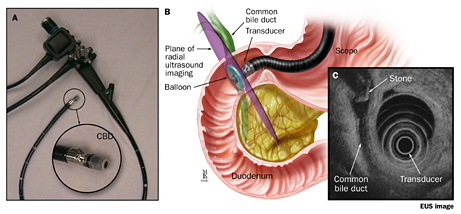 A
CBD
B
Common
bile duct
Transducer
Plane of
radial
ultrasound
imaging
Scope
Balloon
Duodenum
C
Stone
Common
bile duct
Transducer
EUS image